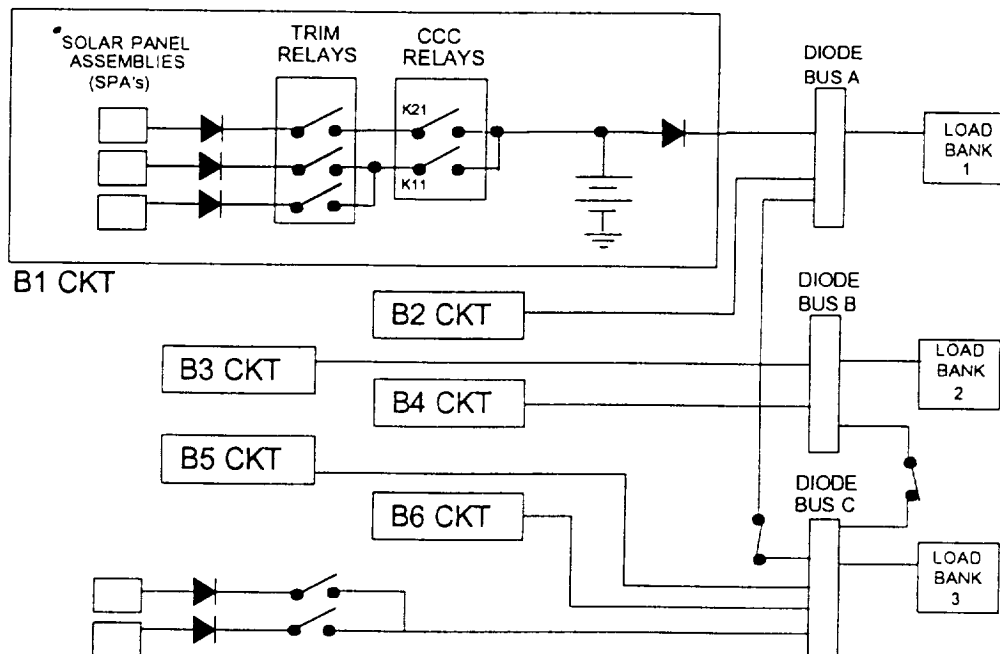 SOLAR PANEL
ASSEMBLIES
(SPA's)
TRIM
RELAYS
CCC
RELAYS
K21
K11
B1 CKT
DIODE
BUS A
LOAD
BANK
1
B2 CKT
DIODE
BUS B
B3 CKT
LOAD
BANK
2
B4 CKT
B5 CKT
DIODE
BUS C
B6 CKT
LOAD
BANK
3